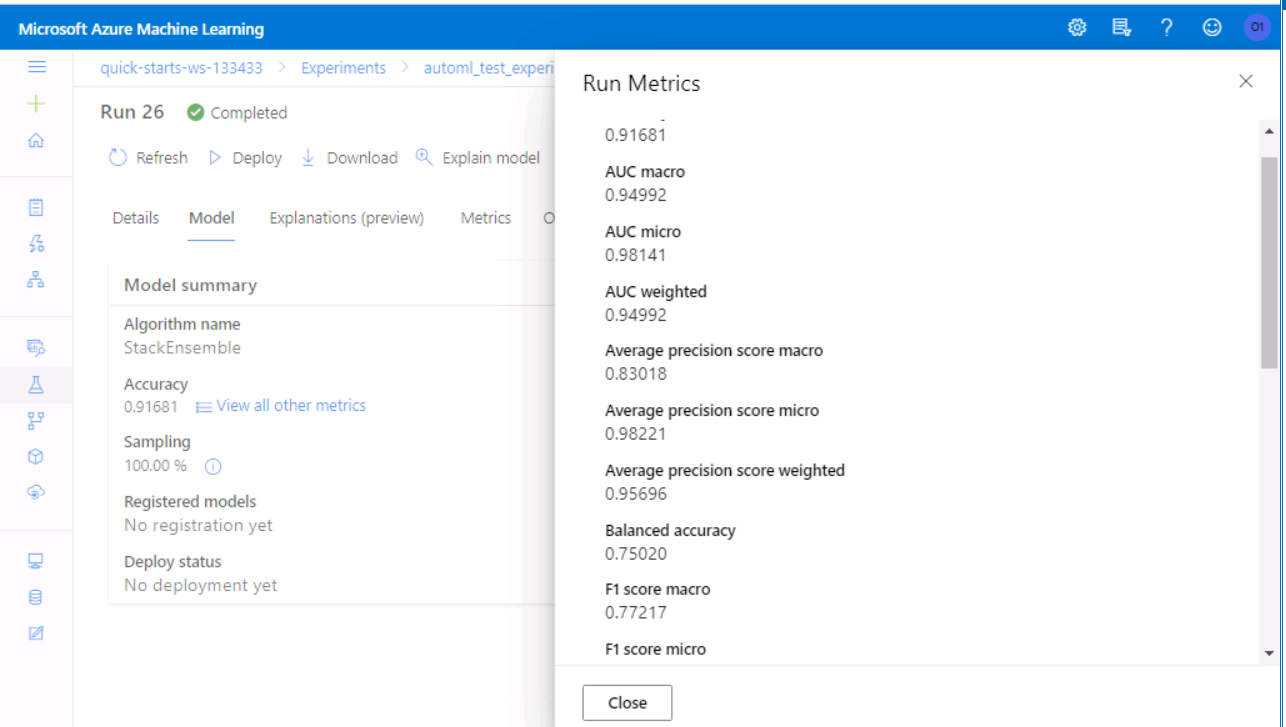 Microsoft Azure Machine Learning
01
quick-starts-ws-133433 > Experiments > automl_test_experi
Run 26 Completed
Refresh Deploy Download Explain model
Details Model Explanations (preview) Metrics O
Model summary
Algorithm name
StackEnsemble
Accuracy
0.91681 View all other metrics
Sampling
100.00 %
Registered models
No registration yet
Deploy status
No deployment yet
Run Metrics
0.91681
AUC macro
0.94992
AUC micro
0.98141
AUC weighted
0.94992
Average precision score macro
0.83018
Average precision score micro
0.98221
Average precision score weighted
0.95696
Balanced accuracy
0.75020
F1 score macro
0.77217
F1 score micro
Close